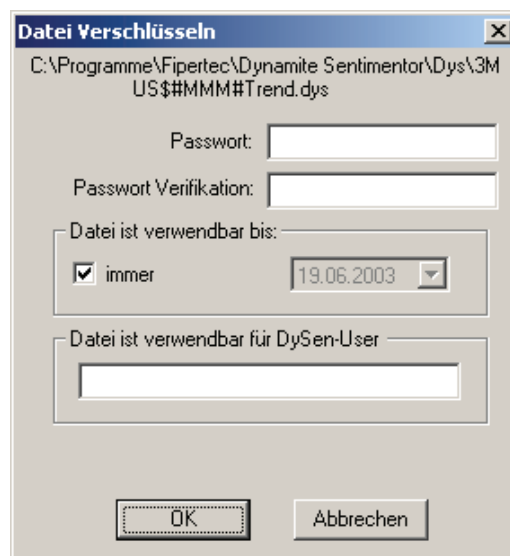 Datei Verschlüsseln
C:\Programme\Fipertec\Dynamite Sentimentor\Dys\3M
US$#MMM#Trend.dys
Passwort:
Passwort Verifikation:
Datei ist verwendbar bis:
immer 19.06.2003
Datei ist verwendbar für DySen-User
OK Abbrechen